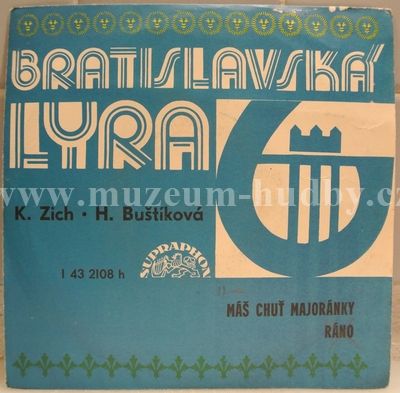 BRATISLAVSKÁ
LYRA
www.muzeum-hudby.cz
K. Zich · H. Buštíková
1 43 2108 h
SUPRAPHON
MÁŠ CHUŤ MAJORÁNKY
RÁNO